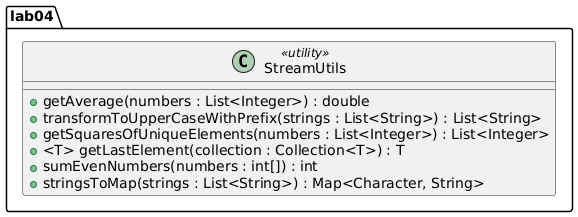 lab04
C
«utility»
StreamUtils
getAverage(numbers : List<Integer>) : double
transformToUpperCaseWithPrefix(strings : List<String>) : List<String>
getSquaresOfUniqueElements(numbers : List<Integer>) : List<Integer>
<T> getLastElement(collection : Collection<T>) : T
sumEvenNumbers(numbers : int[]) : int
stringsToMap(strings : List<String>) : Map<Character, String>